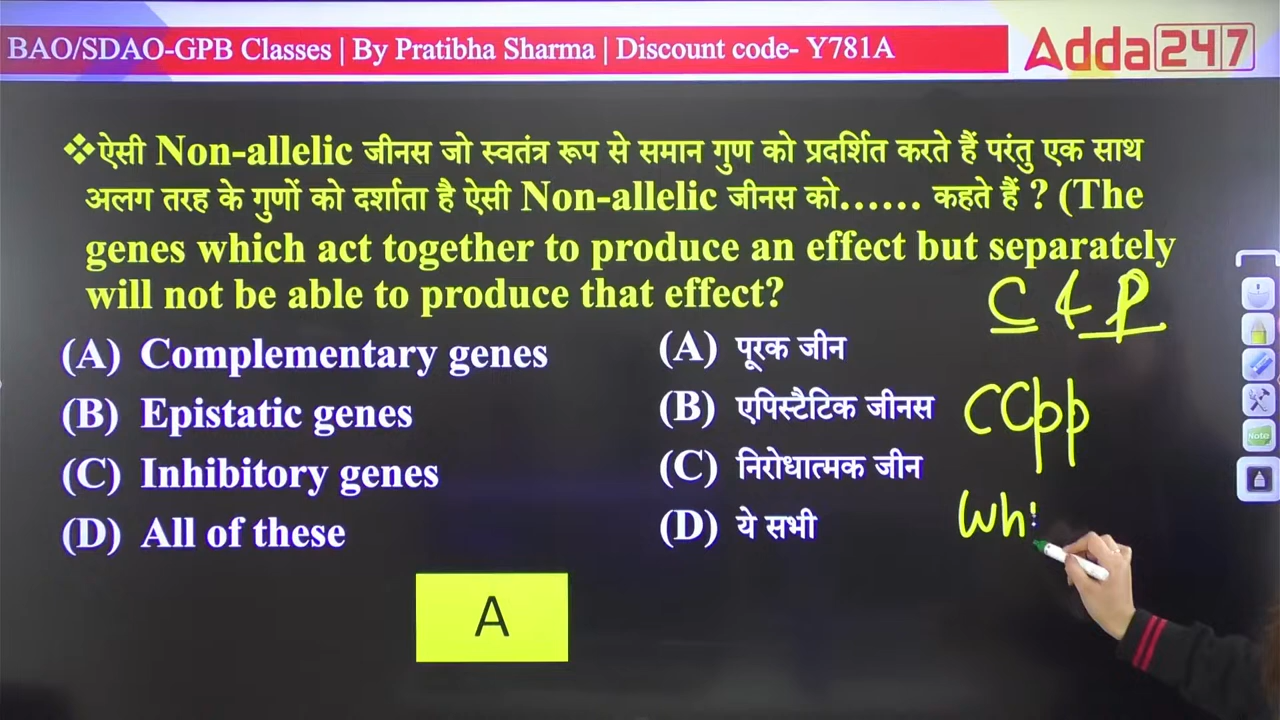 BAO/SDAO-GPB Classes | By Pratibha Sharma | Discount code- Y781A
Adda247
❖ऐसी Non-allelic जीनस जो स्वतंत्र रूप से समान गुण को प्रदर्शित करते हैं परंतु एक साथ
अलग तरह के गुणों को दर्शाता है ऐसी Non-allelic जीनस को...... कहते हैं ? (The
genes which act together to produce an effect but separately
will not be able to produce that effect?
C & P
(A) Complementary genes
(A) पूरक जीन
(B) Epistatic genes
(B) एपिस्टैटिक जीनस
CCpp
(C) Inhibitory genes
(C) निरोधात्मक जीन
(D) All of these
(D) ये सभी
Whi
A
Note